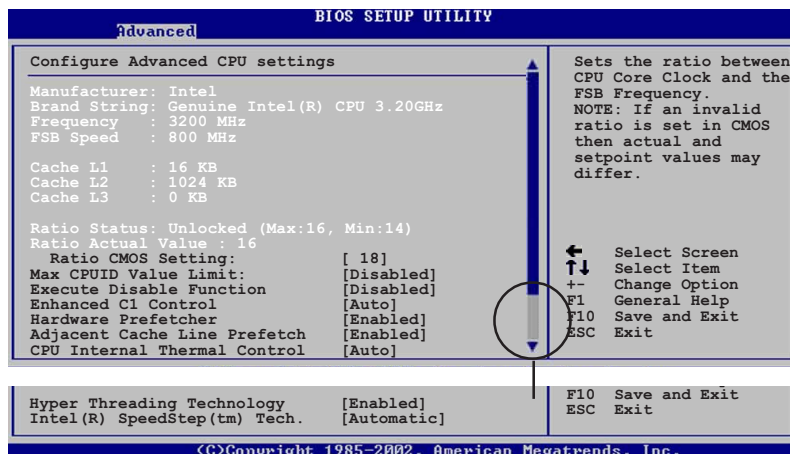 BIOS SETUP UTILITY
Advanced
Configure Advanced CPU settings
Manufacturer: Intel
Brand String: Genuine Intel(R) CPU 3.20GHz
Frequency : 3200 MHz
FSB Speed : 800 MHz
Cache L1 : 16 KB
Cache L2 : 1024 KB
Cache L3 : 0 KB
Ratio Status: Unlocked (Max:16, Min:14)
Ratio Actual Value : 16
Ratio CMOS Setting: [ 18]
Max CPUID Value Limit: [Disabled]
Execute Disable Function [Disabled]
Enhanced C1 Control [Auto]
Hardware Prefetcher [Enabled]
Adjacent Cache Line Prefetch [Enabled]
CPU Internal Thermal Control [Auto]
Hyper Threading Technology [Enabled]
Intel(R) SpeedStep(tm) Tech. [Automatic]
Sets the ratio between
CPU Core Clock and the
FSB Frequency.
NOTE: If an invalid
ratio is set in CMOS
then actual and
setpoint values may
differ.
Select Screen
Select Item
+- Change Option
F1 General Help
F10 Save and Exit
ESC Exit
F10 Save and Exit
ESC Exit
(C)Copyright 1985-2002, American Megatrends, Inc.